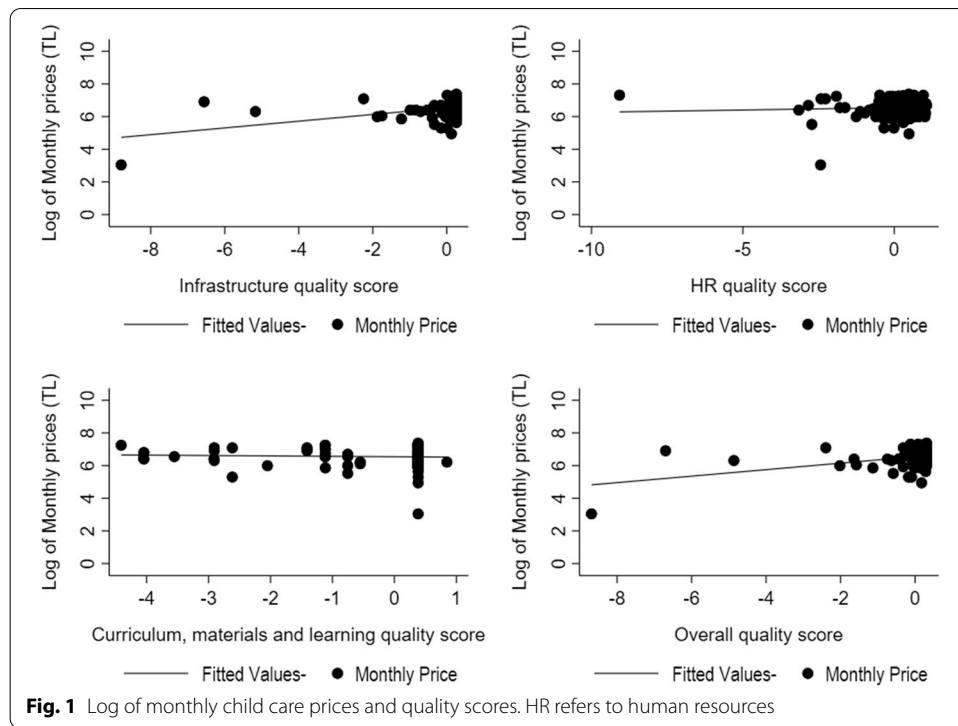 Log of Monthly prices (TL)
10
8
6
4
2
0
-8 -6 -4 -2 0
Infrastructure quality score
Fitted Values- Monthly Price
Log of Monthly prices (TL)
10
8
6
4
2
0
-10 -5 0
HR quality score
Fitted Values- Monthly Price
Log of Monthly prices (TL)
10
8
6
4
2
0
-4 -3 -2 -1 0 1
Curriculum, materials and learning quality score
Fitted Values- Monthly Price
Log of Monthly prices (TL)
10
8
6
4
2
0
-8 -6 -4 -2 0
Overall quality score
Fitted Values- Monthly Price
Fig. 1 Log of monthly child care prices and quality scores. HR refers to human resources